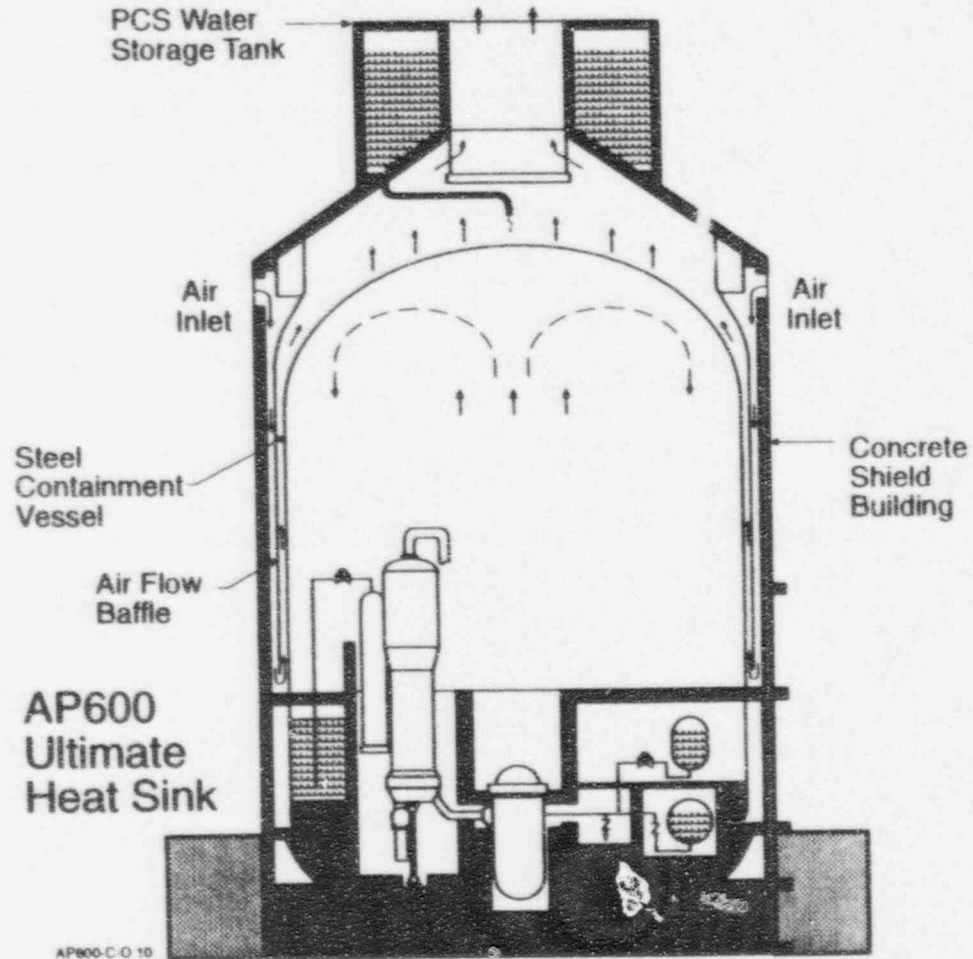 PCS Water
Storage Tank
Air
Inlet
Air
Inlet
Steel
Containment
Vessel
Concrete
Shield
Building
Air Flow
Baffle
AP600
Ultimate
Heat Sink
AP600-C O 10